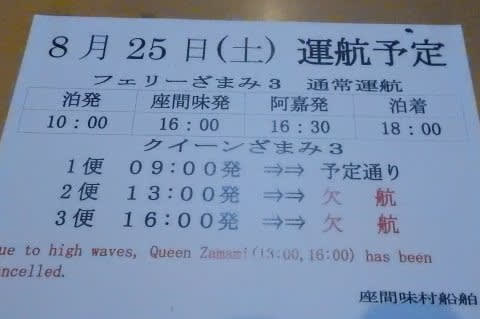 8月25日(土) 運航予定
フェリーざまみ3 通常運航
泊発 座間味発 阿嘉発 泊着
10:00 16:00 16:30 18:00
クイーンざまみ3
1便 09:00発 ⇒⇒ 予定通り
2便 13:00発 ⇒⇒ 欠 航
3便 16:00発 ⇒⇒ 欠 航
ue to high waves, Queen Zamami(13:00,16:00) has been
ncelled.
座間味村船舶